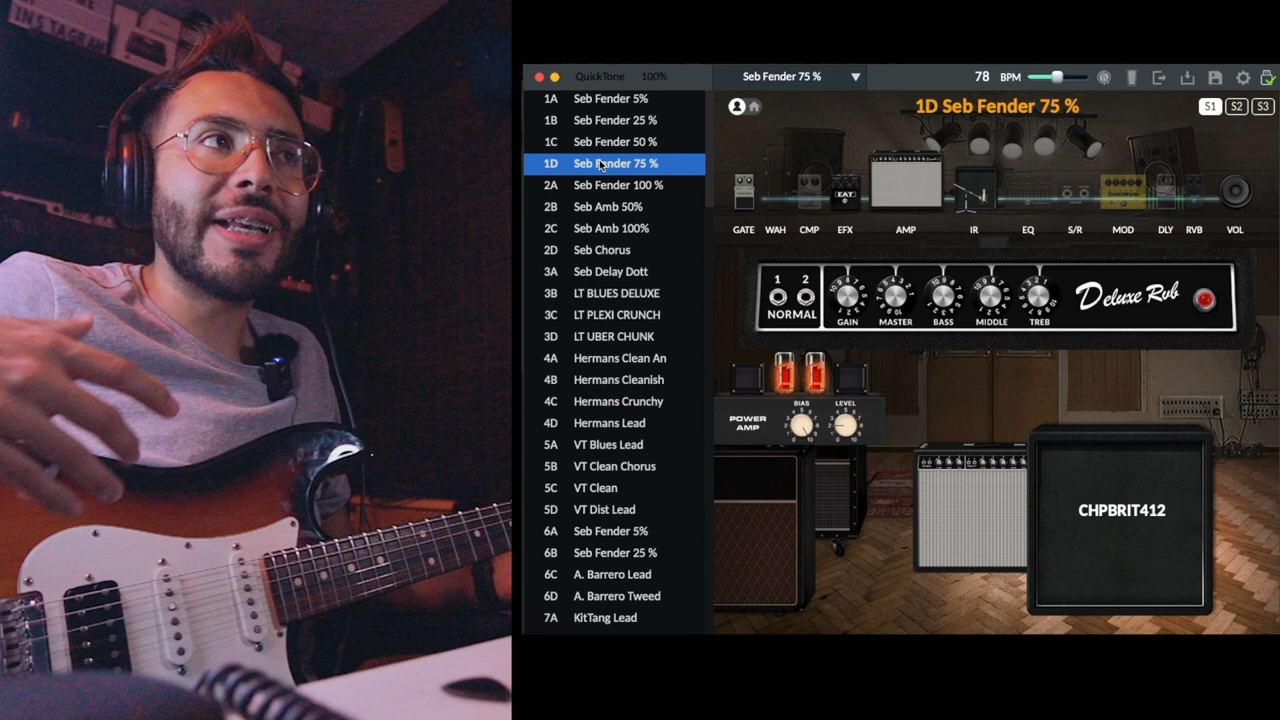 IN STAGRAM
QuickTone 100% Seb Fender 75 % 78 BPM
1D Seb Fender 75 % S1 S2 S3
1A Seb Fender 5%
1B Seb Fender 25 %
1C Seb Fender 50 %
1D Seb Fender 75 %
2A Seb Fender 100 %
2B Seb Amb 50%
2C Seb Amb 100%
2D Seb Chorus
3A Seb Delay Dott
3B LT BLUES DELUXE
3C LT PLEXI CRUNCH
3D LT UBER CHUNK
4A Hermans Clean An
4B Hermans Cleanish
4C Hermans Crunchy
4D Hermans Lead
5A VT Blues Lead
5B VT Clean Chorus
5C VT Clean
5D VT Dist Lead
6A Seb Fender 5%
6B Seb Fender 25 %
6C A. Barrero Lead
6D A. Barrero Tweed
7A KitTang Lead
EAT
CHORUS
GATE WAH CMP EFX AMP IR EQ S/R MOD DLY RVB VOL
1 2
NORMAL
GAIN MASTER BASS MIDDLE TREB
Deluxe Rvb
POWER AMP
BIAS LEVEL
CHPBRIT412